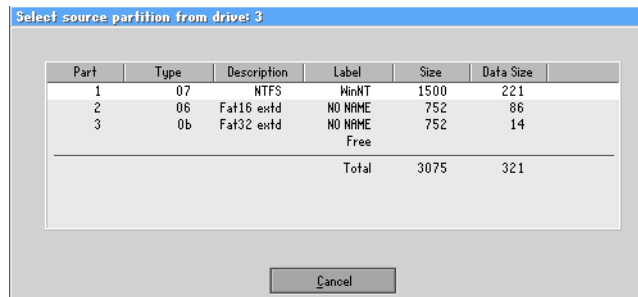 Select source partition from drive: 3
Part Type Description Label Size Data Size
1 07 NTFS WinNT 1500 221
2 06 Fat16 extd NO NAME 752 86
3 0b Fat32 extd NO NAME 752 14
Free
Total 3075 321
Cancel